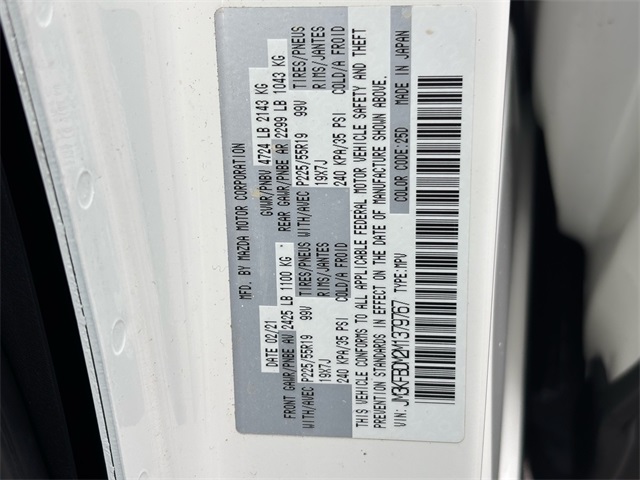 MFD. BY MAZDA MOTOR CORPORATION
DATE 02/21 GVWR/PNBV 4724 LB 2143 KG
FRONT GAWR/PNBE AV 2425 LB 1100 KG REAR GAWR/PNBE AR 2299 LB 1043 KG
TIRES/PNEUS WITH/AVEC TIRES/PNEUS
WITH/AVEC P225/55R19 99V P225/55R19 99V
RIMS/JANTES RIMS/JANTES
19X7J 19X7J
COLD/A FROID COLD/A FROID
240 KPA/35 PSI 240 KPA/35 PSI
THIS VEHICLE CONFORMS TO ALL APPLICABLE FEDERAL MOTOR VEHICLE SAFETY AND THEFT
PREVENTION STANDARDS IN EFFECT ON THE DATE OF MANUFACTURE SHOWN ABOVE.
VIN: JM3KFBDM2M1379767 TYPE:MPV COLOR CODE:25D MADE IN JAPAN